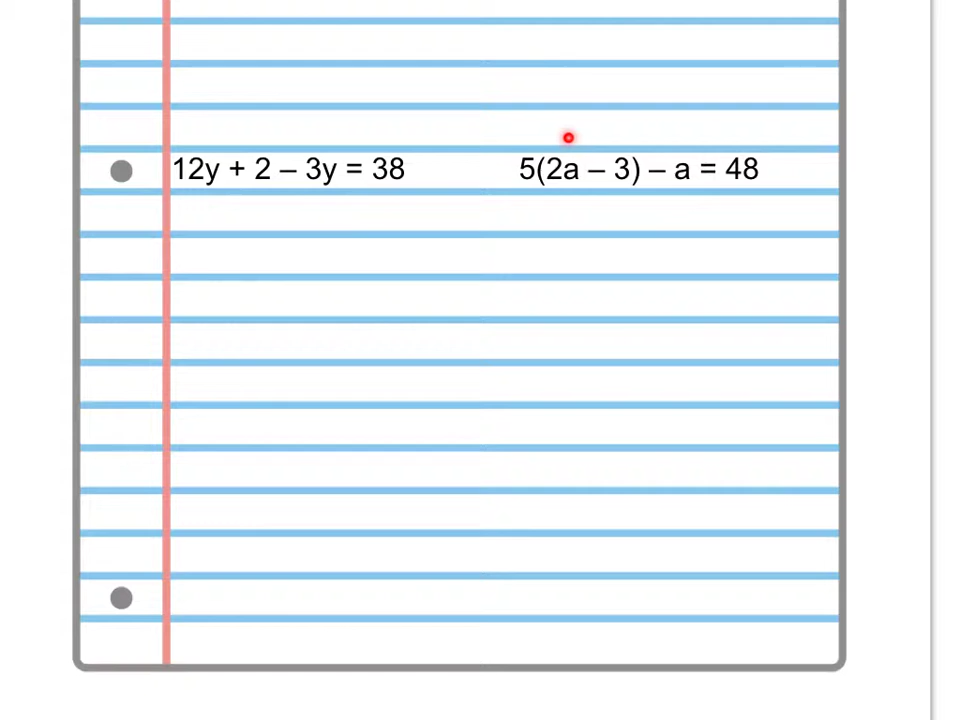 12y + 2 – 3y = 38
5(2a – 3) – a = 48